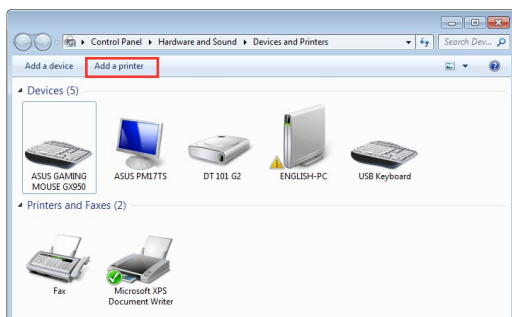 Control Panel ▸ Hardware and Sound ▸ Devices and Printers
Search Dev...
Add a device
Add a printer
Devices (5)
ASUS GAMING
MOUSE GX950
ASUS PM17TS
DT 101 G2
ENGLISH-PC
USB Keyboard
Printers and Faxes (2)
Fax
Microsoft XPS
Document Writer